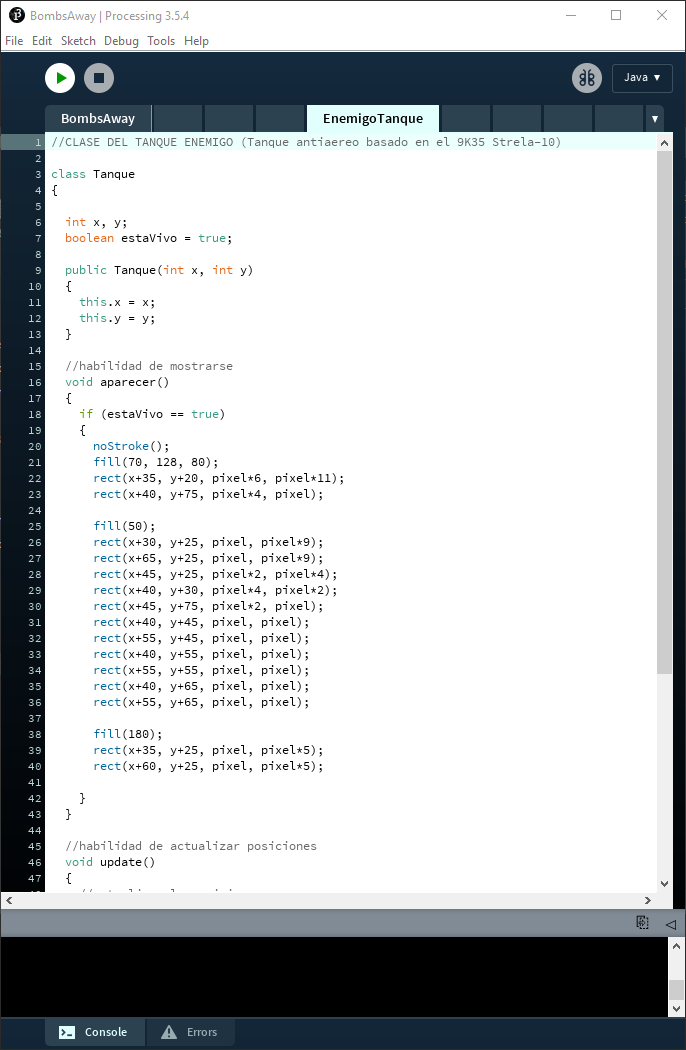 BombsAway | Processing 3.5.4
File Edit Sketch Debug Tools Help
Java ▼
BombsAway EnemigoTanque ▼
1 //CLASE DEL TANQUE ENEMIGO (Tanque antiaereo basado en el 9K35 Strela-10)
2
3 class Tanque
4 {
5
6 int x, y;
7 boolean estaVivo = true;
8
9 public Tanque(int x, int y)
10 {
11 this.x = x;
12 this.y = y;
13 }
14
15 //habilidad de mostrarse
16 void aparecer()
17 {
18 if (estaVivo == true)
19 {
20 noStroke();
21 fill(70, 128, 80);
22 rect(x+35, y+20, pixel*6, pixel*11);
23 rect(x+40, y+75, pixel*4, pixel);
24
25 fill(50);
26 rect(x+30, y+25, pixel, pixel*9);
27 rect(x+65, y+25, pixel, pixel*9);
28 rect(x+45, y+25, pixel*2, pixel*4);
29 rect(x+40, y+30, pixel*4, pixel*2);
30 rect(x+45, y+75, pixel*2, pixel);
31 rect(x+40, y+45, pixel, pixel);
32 rect(x+55, y+45, pixel, pixel);
33 rect(x+40, y+55, pixel, pixel);
34 rect(x+55, y+55, pixel, pixel);
35 rect(x+40, y+65, pixel, pixel);
36 rect(x+55, y+65, pixel, pixel);
37
38 fill(180);
39 rect(x+35, y+25, pixel, pixel*5);
40 rect(x+60, y+25, pixel, pixel*5);
41
42 }
43 }
44
45 //habilidad de actualizar posiciones
46 void update()
47 {
Console Errors